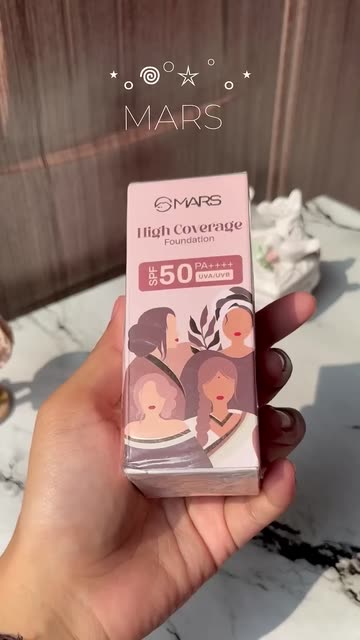 MARS
MARS
High Coverage
Foundation
SPF 50 PA++++
UVA/UVB